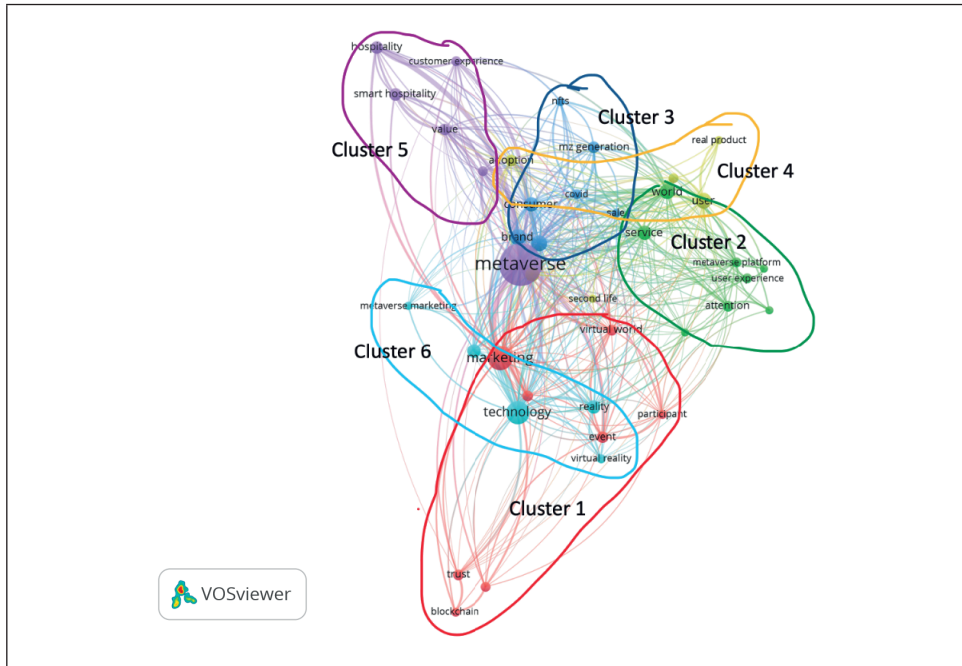 hospitality
customer experience
smart hospitality
nfts
Cluster 3
value
mz generation
real product
Cluster 5
adoption
Cluster 4
covid
world
consumer
user
sale
brand
service
Cluster 2
metaverse
metaverse platform
user experience
second life
metaverse marketing
attention
virtual world
Cluster 6
marketing
technology
reality
participant
event
virtual reality
Cluster 1
trust
VOSviewer
blockchain